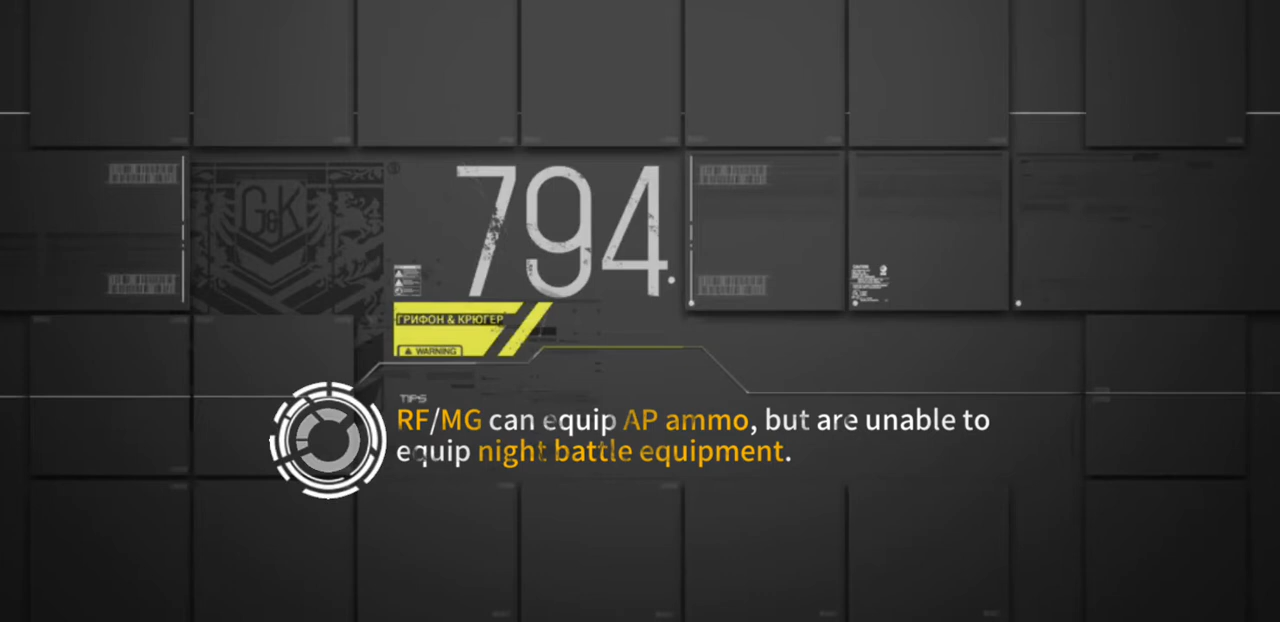 G&K
794.
ГРИФОН & КРЮГЕР
WARNING
TIPS
RF/MG can equip AP ammo, but are unable to
equip night battle equipment.